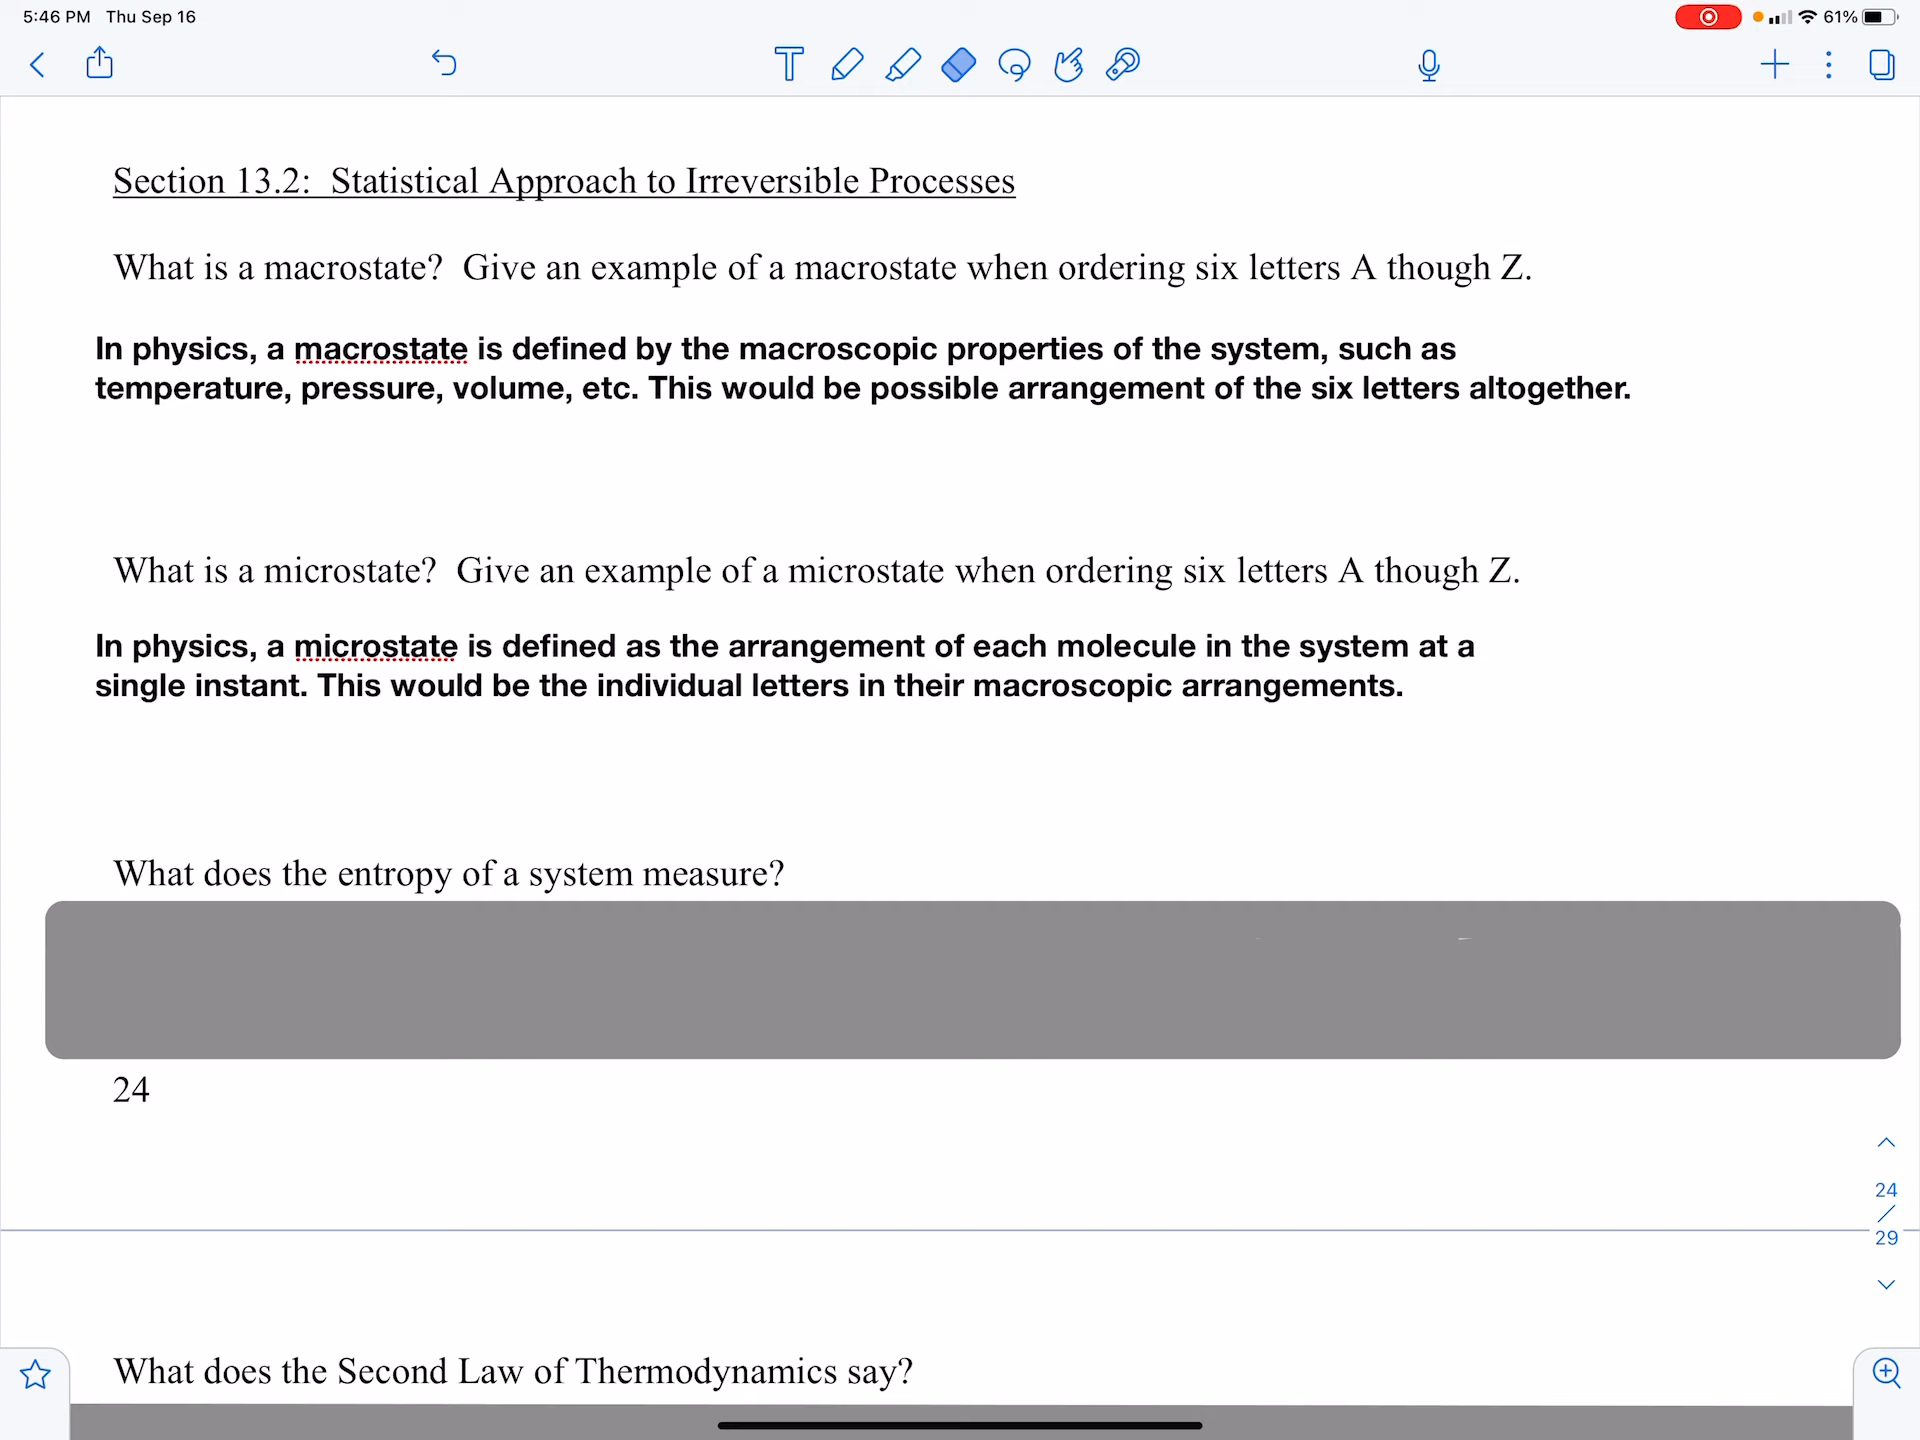 5:46 PM Thu Sep 16
61%
Section 13.2: Statistical Approach to Irreversible Processes
What is a macrostate? Give an example of a macrostate when ordering six letters A though Z.
In physics, a macrostate is defined by the macroscopic properties of the system, such as
temperature, pressure, volume, etc. This would be possible arrangement of the six letters altogether.
What is a microstate? Give an example of a microstate when ordering six letters A though Z.
In physics, a microstate is defined as the arrangement of each molecule in the system at a
single instant. This would be the individual letters in their macroscopic arrangements.
What does the entropy of a system measure?
24
24
/
29
What does the Second Law of Thermodynamics say?